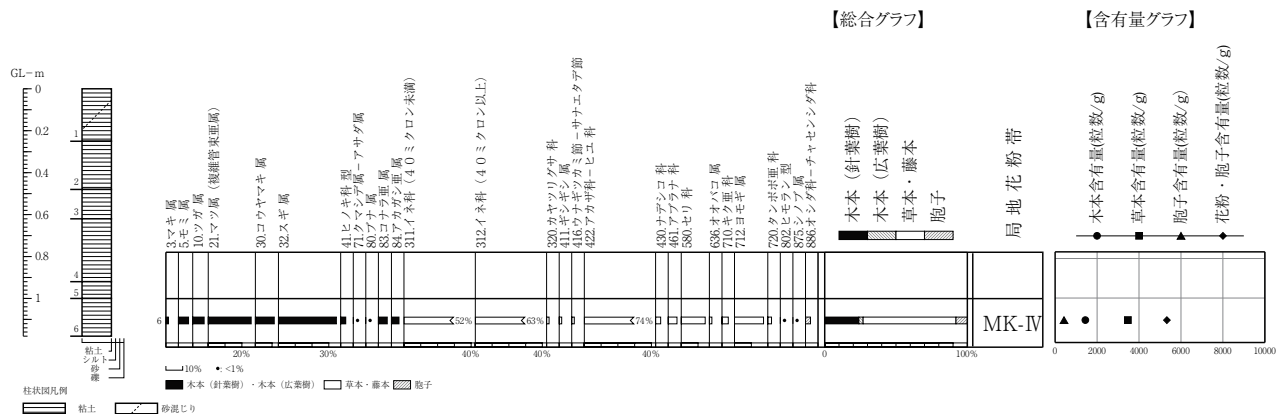 【総合グラフ】
【含有量グラフ】
GL-m
0
0.2
0.4
0.6
0.8
1
1
2
3
4
5
6
粘土
シルト
砂
礫
3.マキ 属
5.モミ 属
10.ツガ 属
21.マツ属（複維管束亜属）
30.コウヤマキ 属
32.スギ 属
41.ヒノキ科 型
71.クマシデ属－アサダ属
80.ブナ 属
83.コナラ亜 属
84.アカガシ亜 属
311.イネ科（４０ミクロン未満）
312.イネ科（４０ミクロン以上）
320.カヤツリグサ 科
411.ギシギシ 属
416.ウナギツカミ節－サナエタデ節
422.アカザ科－ヒユ 科
430.ナデシコ 科
461.アブラナ 科
580.セリ 科
636.オオバコ 属
710.キク亜 科
712.ヨモギ 属
720.タンポポ亜 科
802.ヒモラン 型
875.シノブ 属
886.オシダ科－チャセンシダ科
木本（針葉樹）
木本（広葉樹）
草本・藤本
胞子
局 地 花 粉 帯
木本含有量(粒数/g)
草本含有量(粒数/g)
胞子含有量(粒数/g)
花粉・胞子含有量(粒数/g)
6
52%
63%
74%
MK-Ⅳ
20%
30%
40%
40%
40%
0
100%
0
2000
4000
6000
8000
10000
10%
●: <1%
木本（針葉樹）・木本（広葉樹）
草本・藤本
胞子
柱状図凡例
粘土
砂混じり